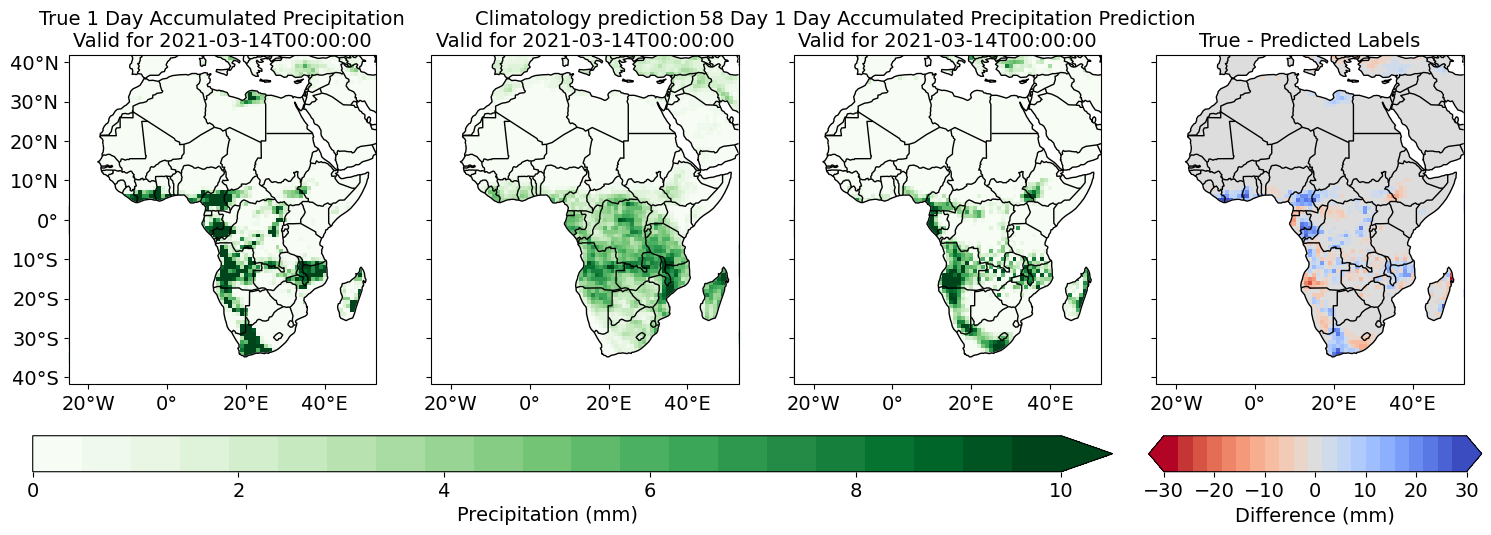 True 1 Day Accumulated Precipitation
Valid for 2021-03-14T00:00:00
Climatology prediction
Valid for 2021-03-14T00:00:00
58 Day 1 Day Accumulated Precipitation Prediction
Valid for 2021-03-14T00:00:00
True - Predicted Labels
40°N
30°N
20°N
10°N
0°
10°S
20°S
30°S
40°S
20°W 0° 20°E 40°E
20°W 0° 20°E 40°E
20°W 0° 20°E 40°E
20°W 0° 20°E 40°E
0 2 4 6 8 10
Precipitation (mm)
−30 −20 −10 0 10 20 30
Difference (mm)